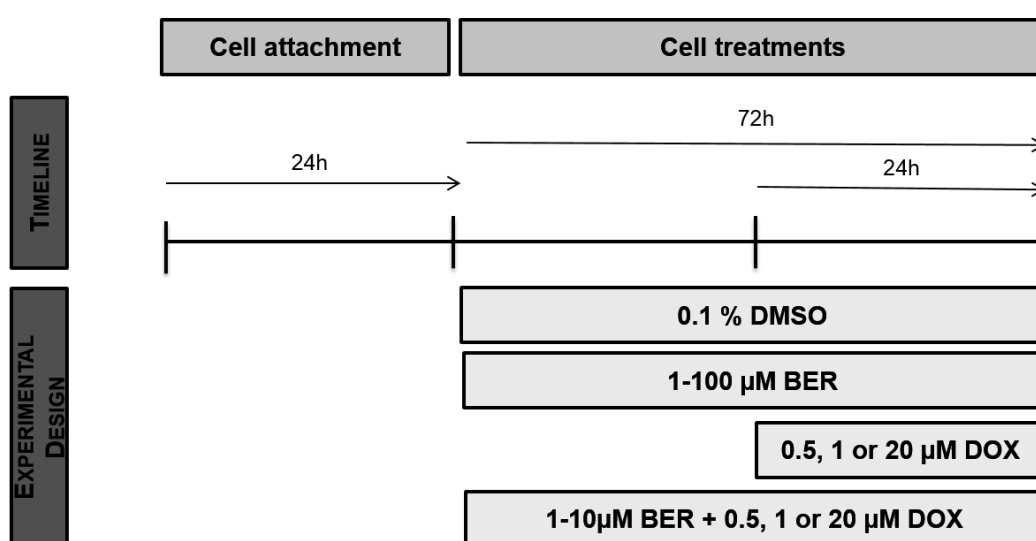 Cell attachment
Cell treatments
TIMELINE
72h
24h
24h
EXPERIMENTAL
DESIGN
0.1 % DMSO
1-100 µM BER
0.5, 1 or 20 µM DOX
1-10µM BER + 0.5, 1 or 20 µM DOX